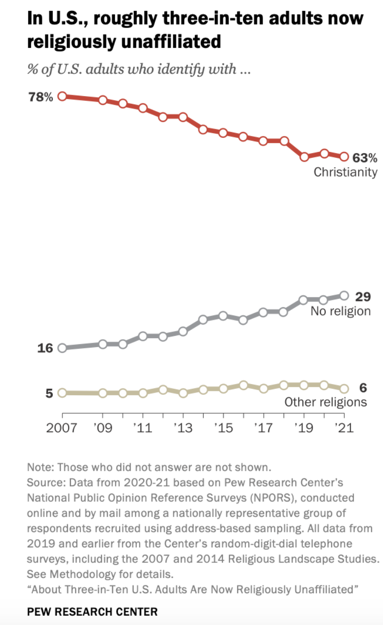 In U.S., roughly three-in-ten adults now
religiously unaffiliated
% of U.S. adults who identify with ...
78%
63%
Christianity
29
No religion
16
5
6
Other religions
2007 '09 '11 '13 '15 '17 '19 '21
Note: Those who did not answer are not shown.
Source: Data from 2020-21 based on Pew Research Center's
National Public Opinion Reference Surveys (NPORS), conducted
online and by mail among a nationally representative group of
respondents recruited using address-based sampling. All data from
2019 and earlier from the Center's random-digit-dial telephone
surveys, including the 2007 and 2014 Religious Landscape Studies.
See Methodology for details.
"About Three-in-Ten U.S. Adults Are Now Religiously Unaffiliated"
PEW RESEARCH CENTER